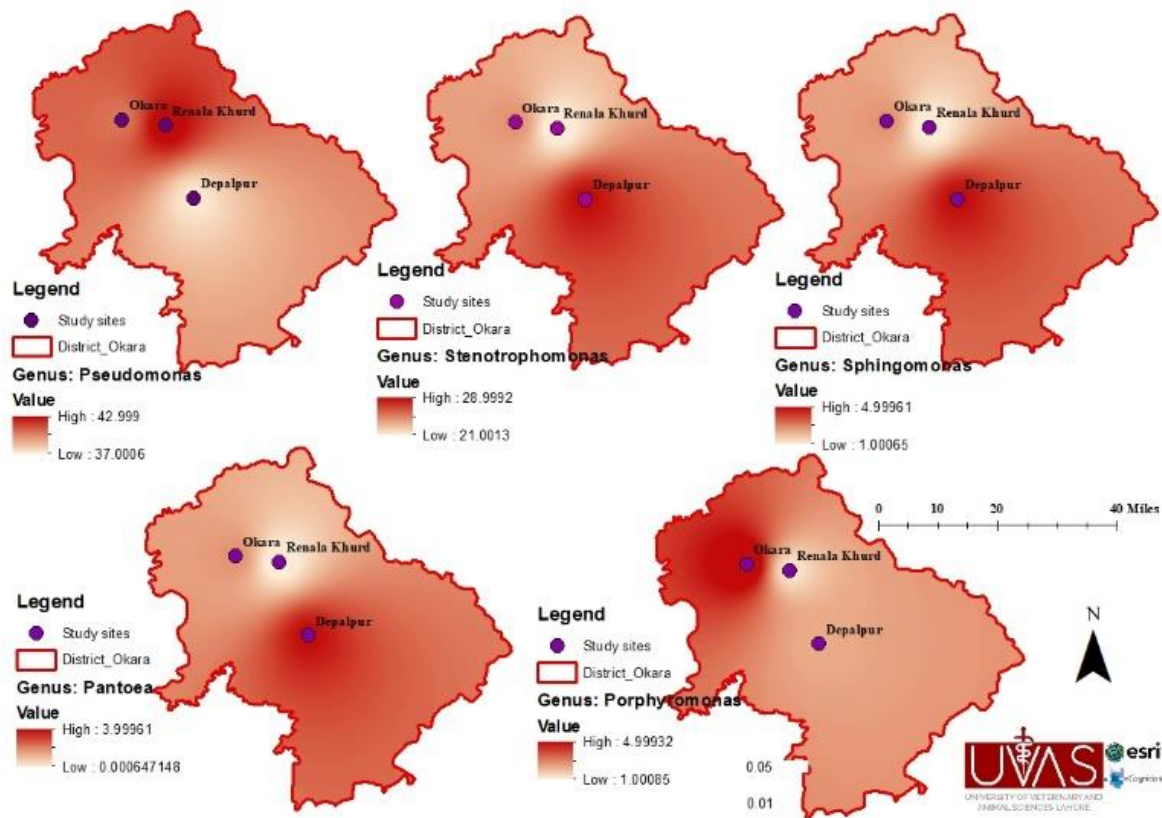 Okara
Renala Khurd
Depalpur
Legend
Study sites
District_Okara
Genus: Pseudomonas
Value
High : 42.999
Low : 37.0006
Okara
Renala Khurd
Depalpur
Legend
Study sites
District_Okara
Genus: Stenotrophomonas
Value
High : 28.9992
Low : 21.0013
Okara
Renala Khurd
Depalpur
Legend
Study sites
District_Okara
Genus: Sphingomonas
Value
High : 4.99961
Low : 1.00065
Okara
Renala Khurd
Depalpur
Legend
Study sites
District_Okara
Genus: Pantoea
Value
High : 3.99961
Low : 0.000647148
0 10 20 40 Miles
Okara
Renala Khurd
Depalpur
Legend
Study sites
District_Okara
Genus: Porphyromonas
Value
High : 4.99932
Low : 1.00085
0.05
0.01
N
UVAS
UNIVERSITY OF VETERINARY AND
ANIMAL SCIENCES LAHORE
esri
eCognition